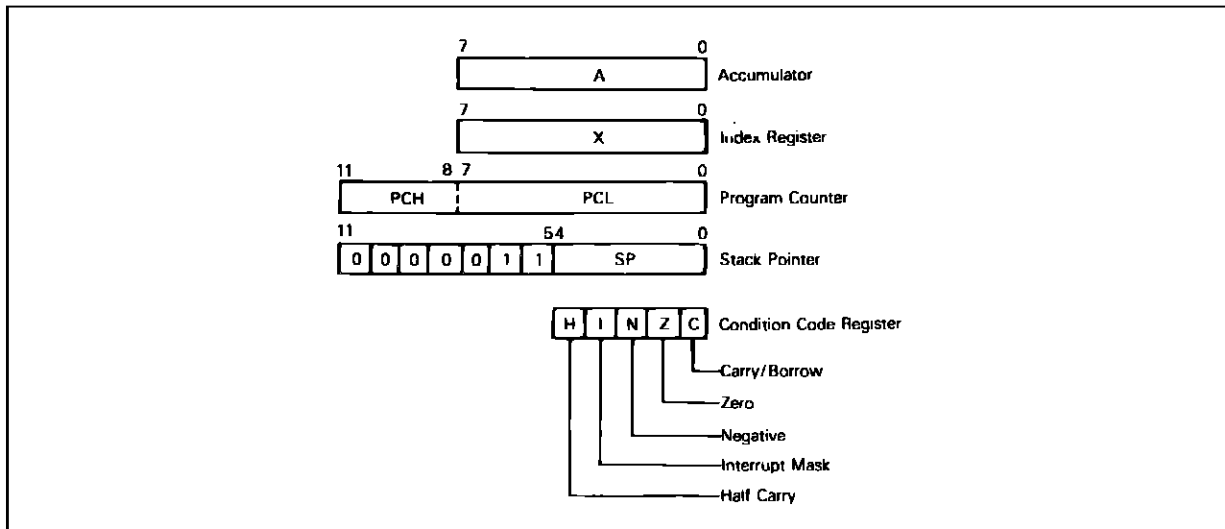 7 0
A Accumulator
7 0
X Index Register
11 8 7 0
PCH PCL Program Counter
11 5 4 0
0 0 0 0 0 1 1 SP Stack Pointer
H I N Z C Condition Code Register
Carry/Borrow
Zero
Negative
Interrupt Mask
Half Carry